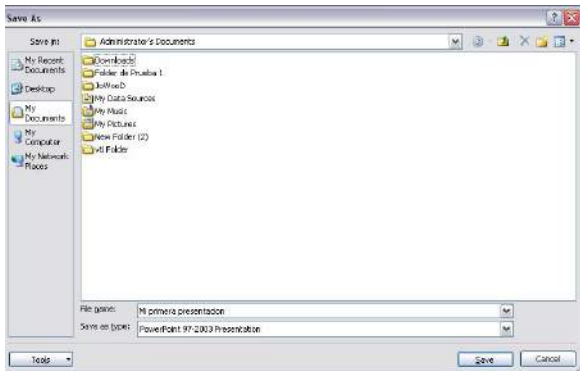 Save As
Save in:
Administrator's Documents
My Recent
Documents
Desktop
My
Documents
My
Computer
My Network
Places
Downloads
Folder de Prueba 1
JoWooD
My Data Sources
My Music
My Pictures
New Folder (2)
vti Folder
File name:
Mi primera presentacion
Save as type:
PowerPoint 97-2003 Presentation
Tools
Save
Cancel